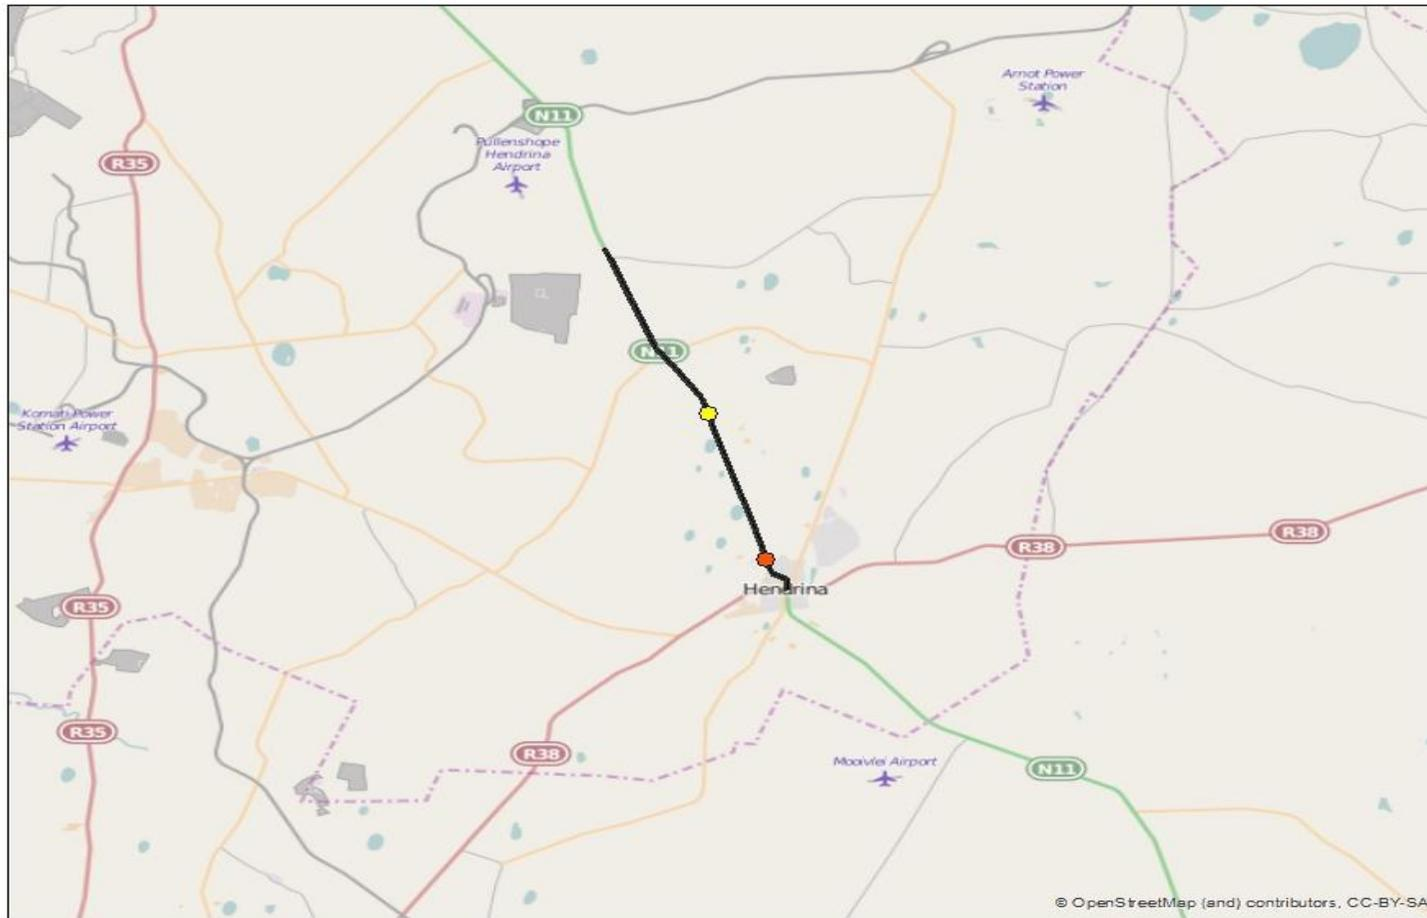 Arnot Power
Station
N11
Pullenshope
Hendrina
Airport
R35
N11
Komati Power
Station Airport
R38
R38
Hendrina
R35
R35
R38
Mooivlei Airport
N11
© OpenStreetMap (and) contributors, CC-BY-SA